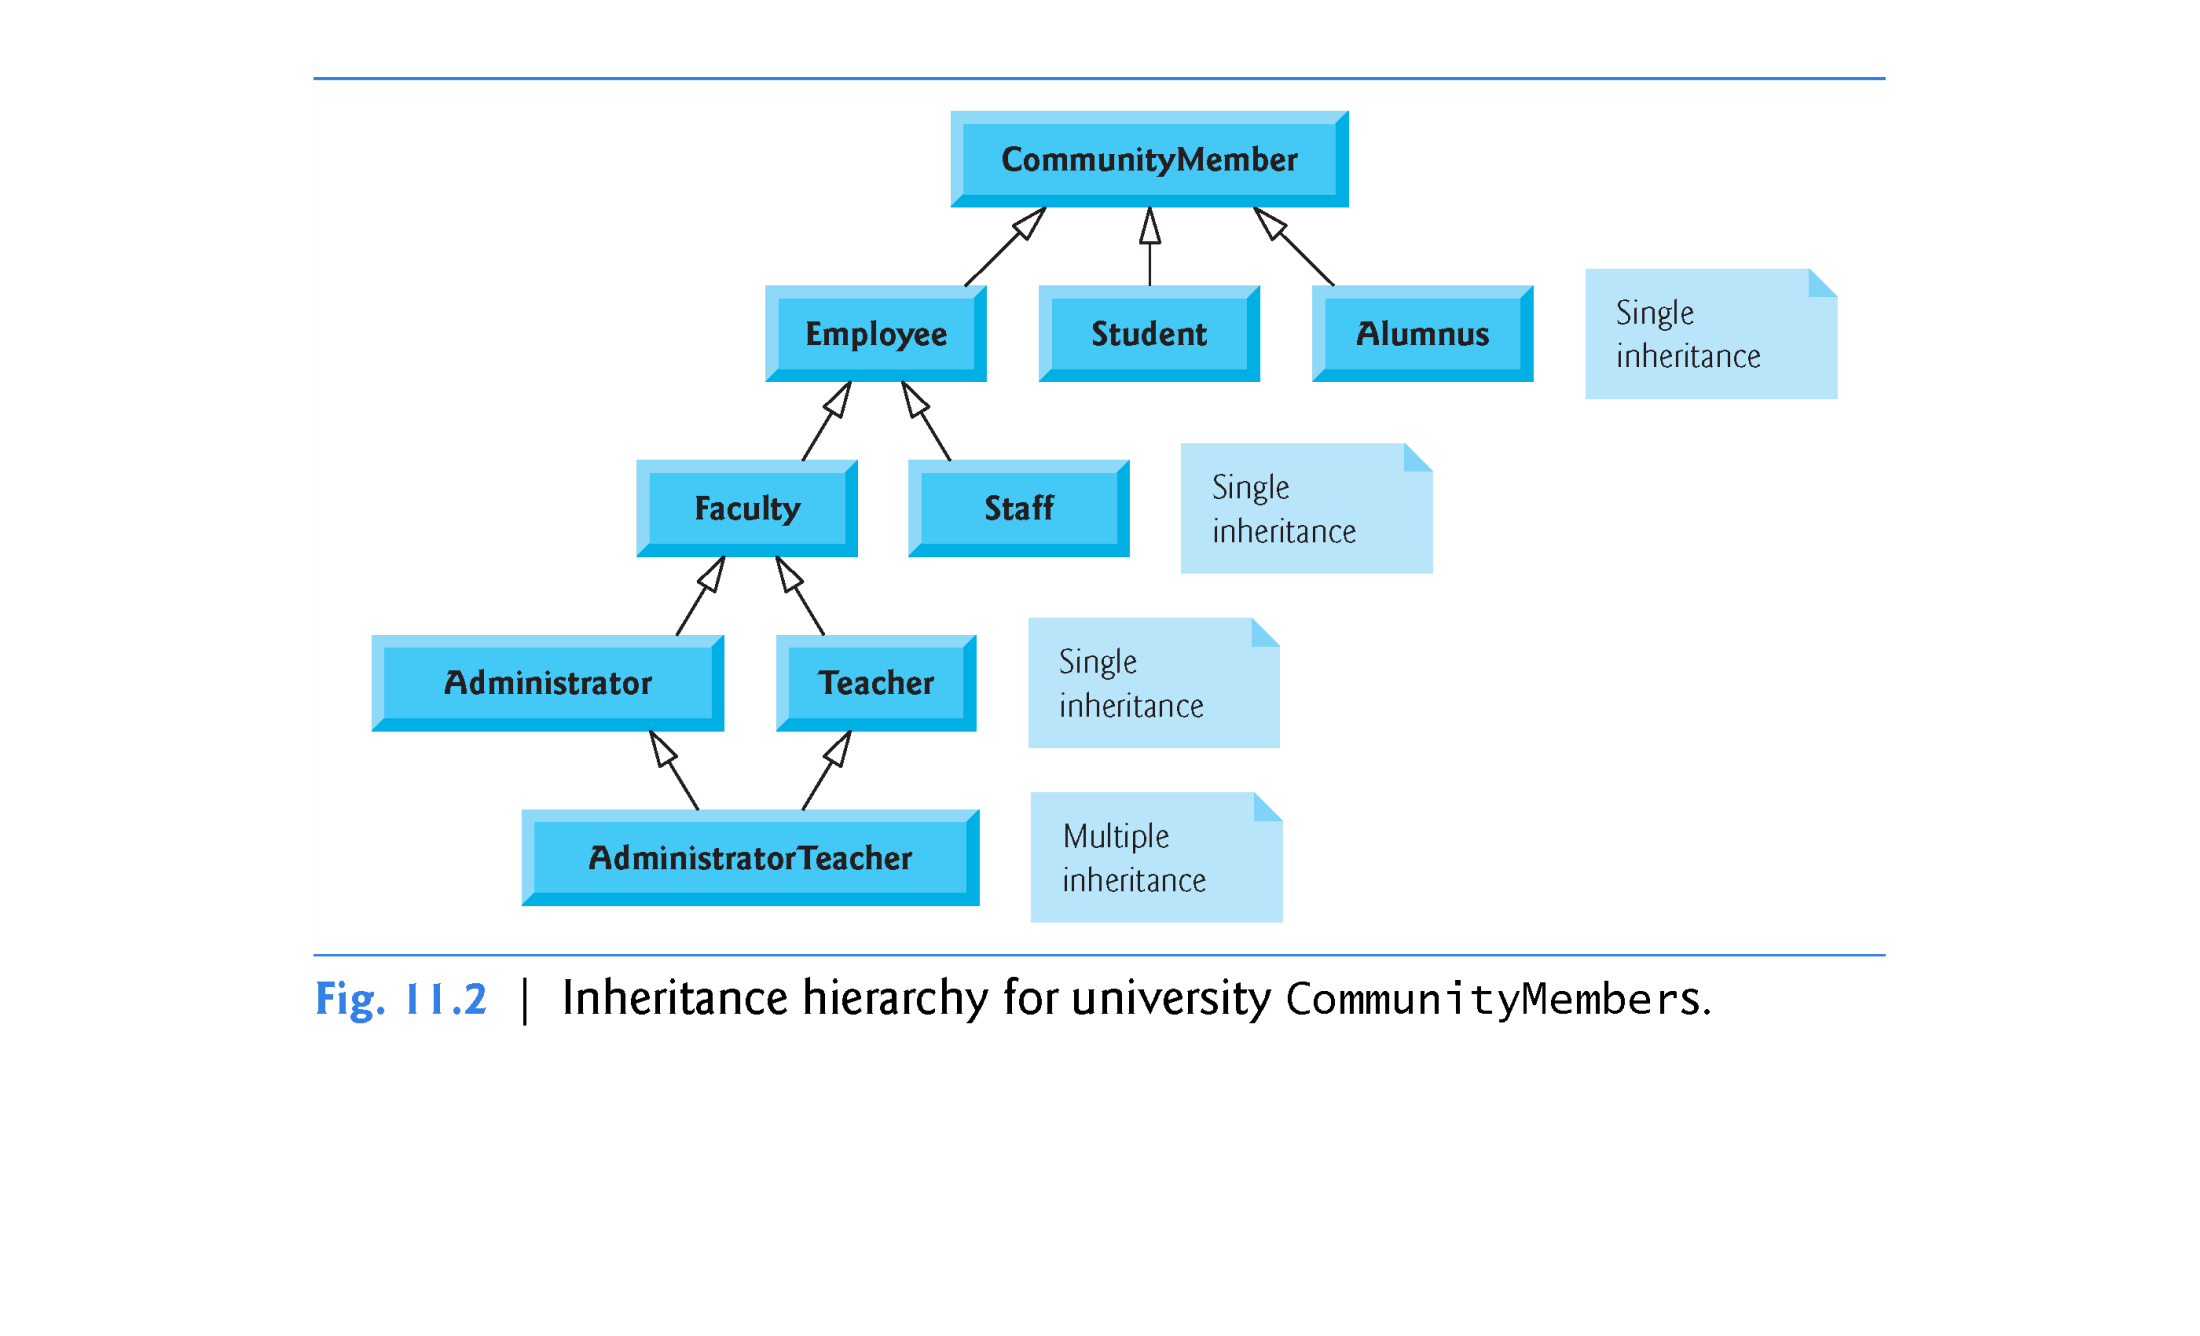 CommunityMember
Employee
Student
Alumnus
Single
inheritance
Faculty
Staff
Single
inheritance
Administrator
Teacher
Single
inheritance
AdministratorTeacher
Multiple
inheritance
Fig. 11.2 | Inheritance hierarchy for university CommunityMembers.